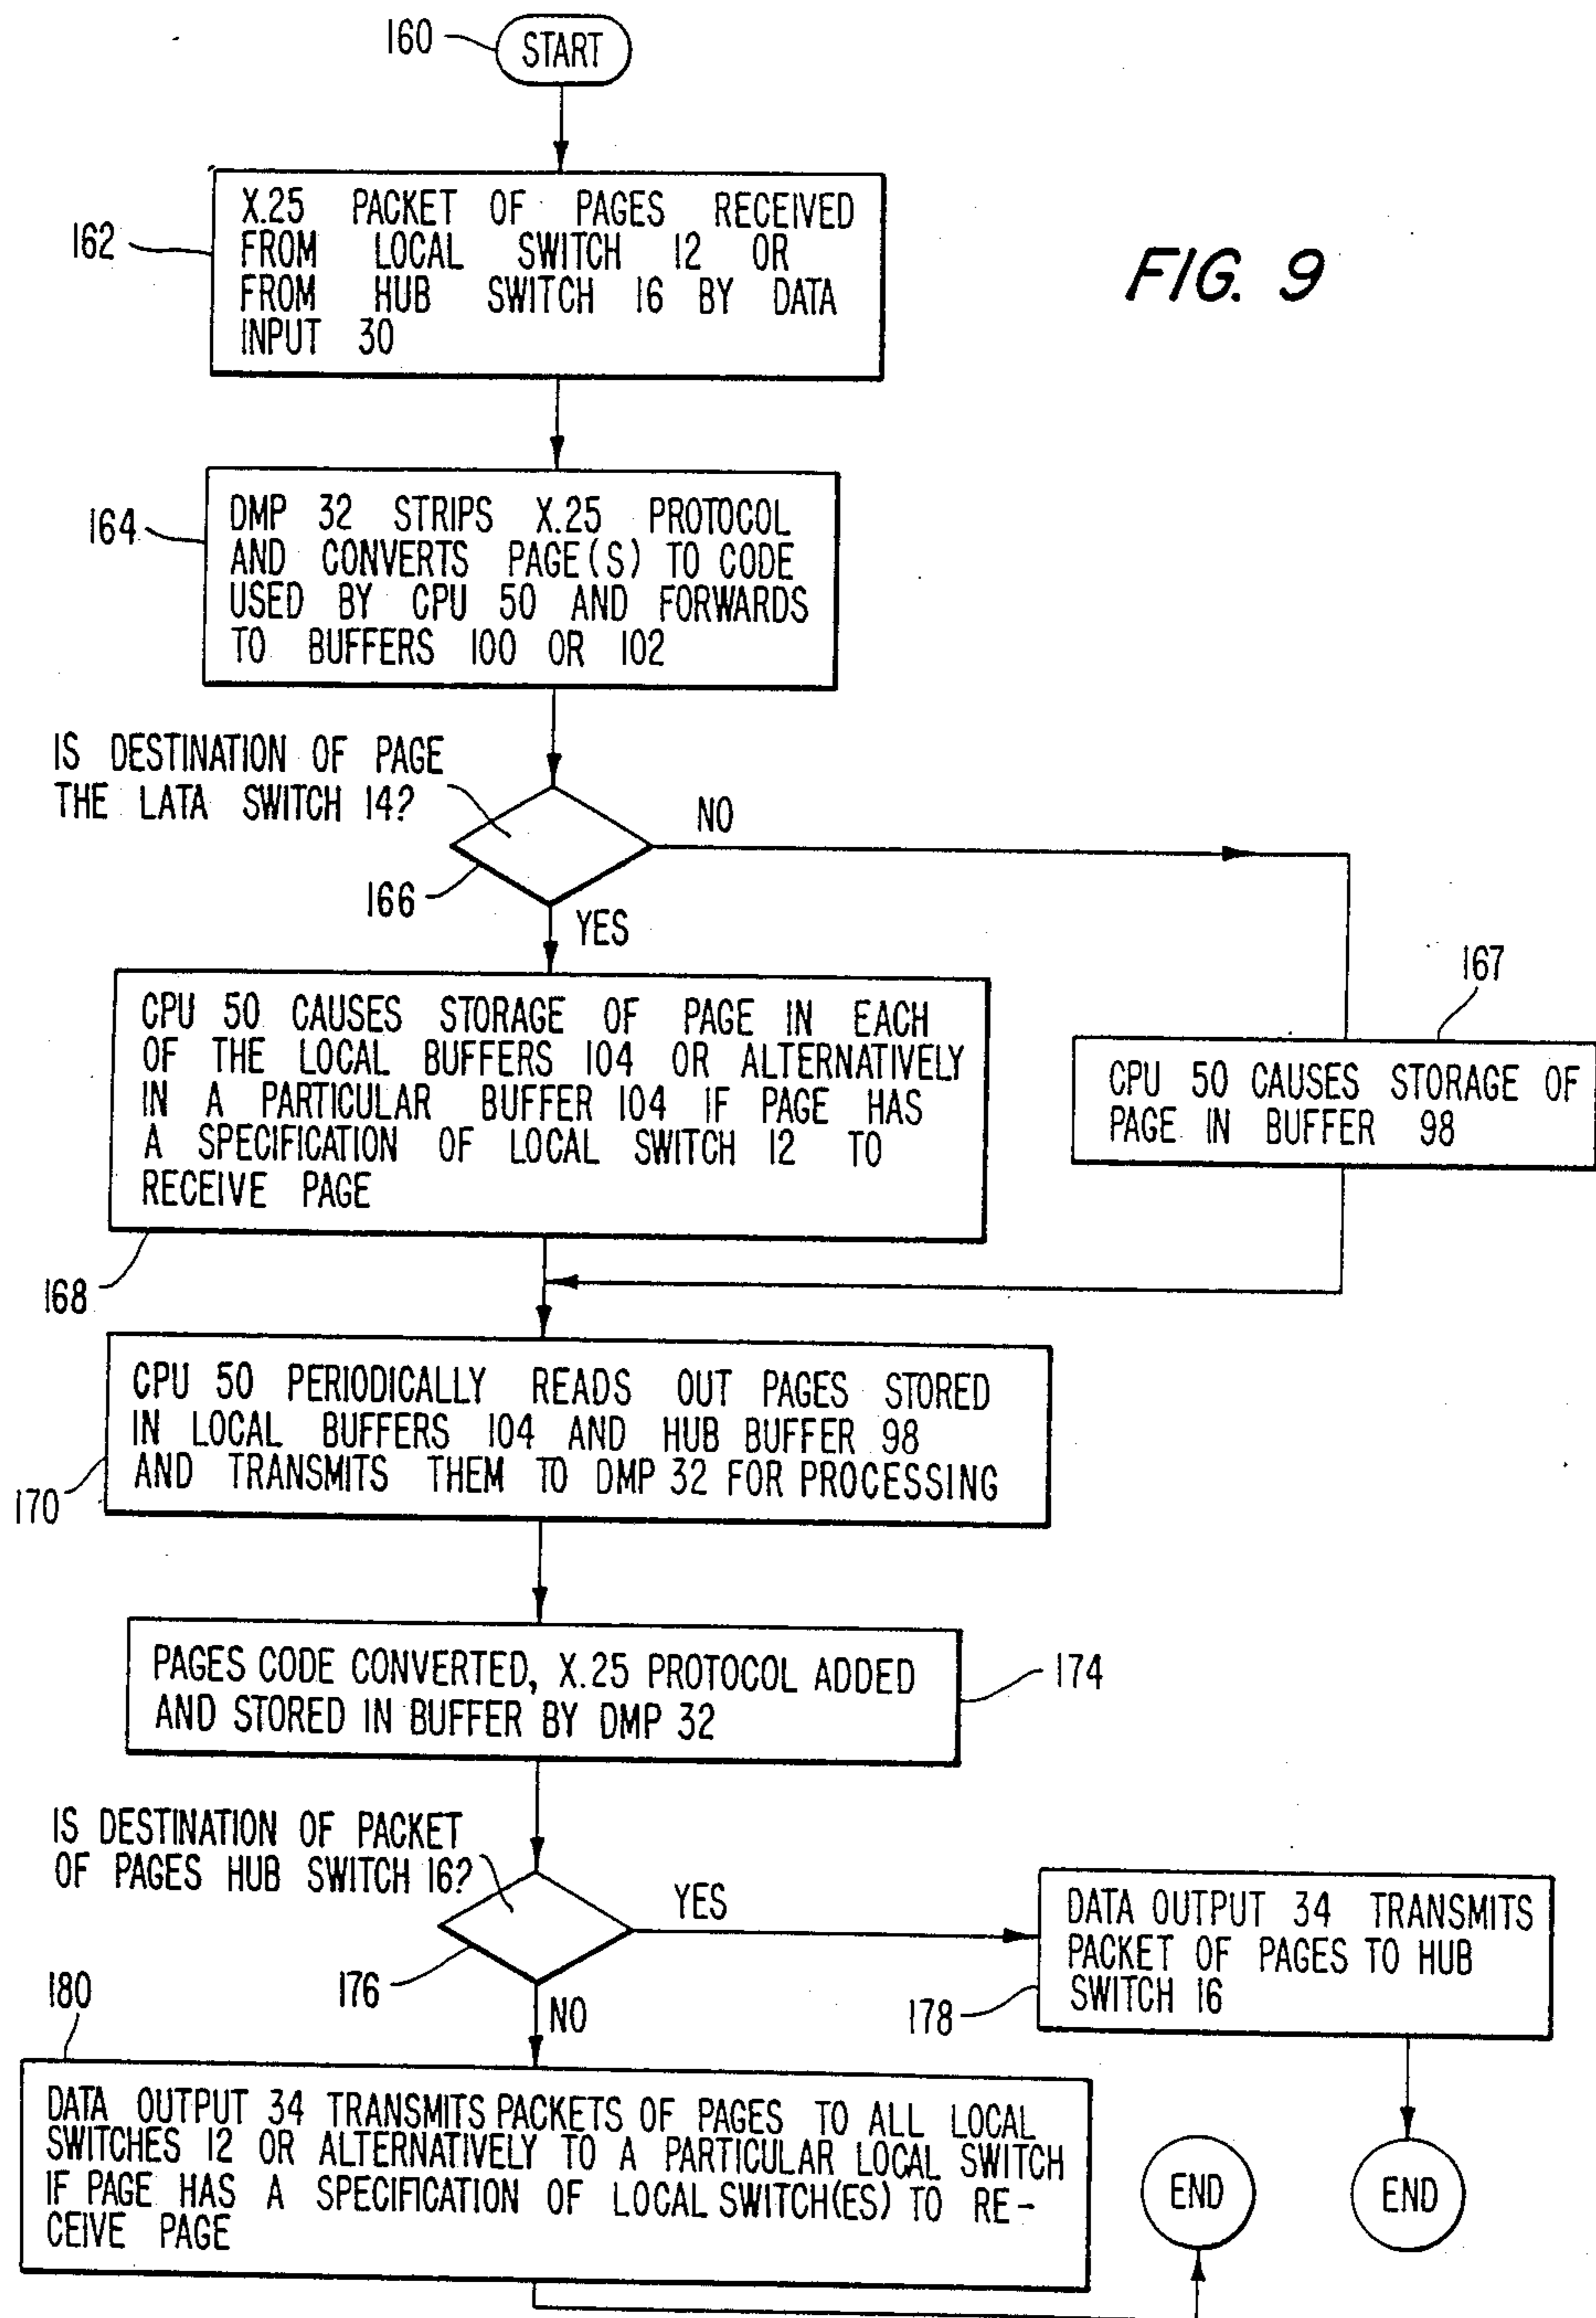 160
START
162
X.25 PACKET OF PAGES RECEIVED
FROM LOCAL SWITCH 12 OR
FROM HUB SWITCH 16 BY DATA
INPUT 30
FIG. 9
164
DMP 32 STRIPS X.25 PROTOCOL
AND CONVERTS PAGE(S) TO CODE
USED BY CPU 50 AND FORWARDS
TO BUFFERS 100 OR 102
IS DESTINATION OF PAGE
THE LATA SWITCH 14?
NO
166
YES
167
CPU 50 CAUSES STORAGE OF PAGE IN EACH
OF THE LOCAL BUFFERS 104 OR ALTERNATIVELY
IN A PARTICULAR BUFFER 104 IF PAGE HAS
A SPECIFICATION OF LOCAL SWITCH 12 TO
RECEIVE PAGE
CPU 50 CAUSES STORAGE OF
PAGE IN BUFFER 98
168
CPU 50 PERIODICALLY READS OUT PAGES STORED
IN LOCAL BUFFERS 104 AND HUB BUFFER 98
AND TRANSMITS THEM TO DMP 32 FOR PROCESSING
170
PAGES CODE CONVERTED, X.25 PROTOCOL ADDED
AND STORED IN BUFFER BY DMP 32
174
IS DESTINATION OF PACKET
OF PAGES HUB SWITCH 16?
YES
176
NO
DATA OUTPUT 34 TRANSMITS
PACKET OF PAGES TO HUB
SWITCH 16
178
180
DATA OUTPUT 34 TRANSMITS PACKETS OF PAGES TO ALL LOCAL
SWITCHES 12 OR ALTERNATIVELY TO A PARTICULAR LOCAL SWITCH
IF PAGE HAS A SPECIFICATION OF LOCAL SWITCH(ES) TO RE-
CEIVE PAGE
END
END